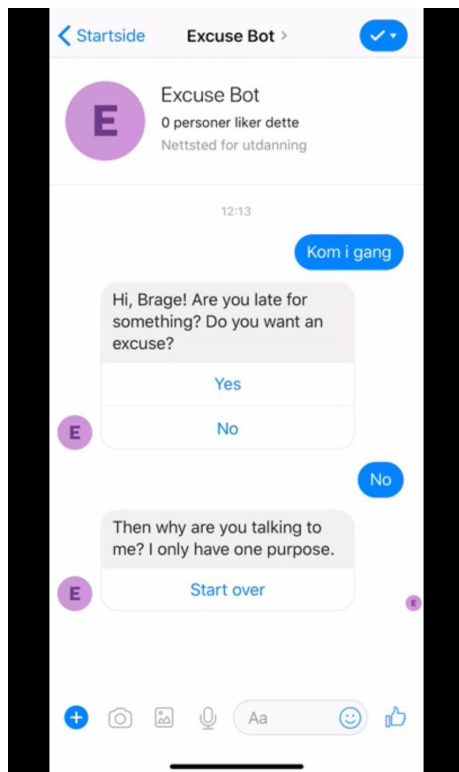 Startside
Excuse Bot
E
Excuse Bot
0 personer liker dette
Nettsted for utdanning
12:13
Kom i gang
Hi, Brage! Are you late for
something? Do you want an
excuse?
Yes
No
E
No
Then why are you talking to
me? I only have one purpose.
Start over
E
E
Aa